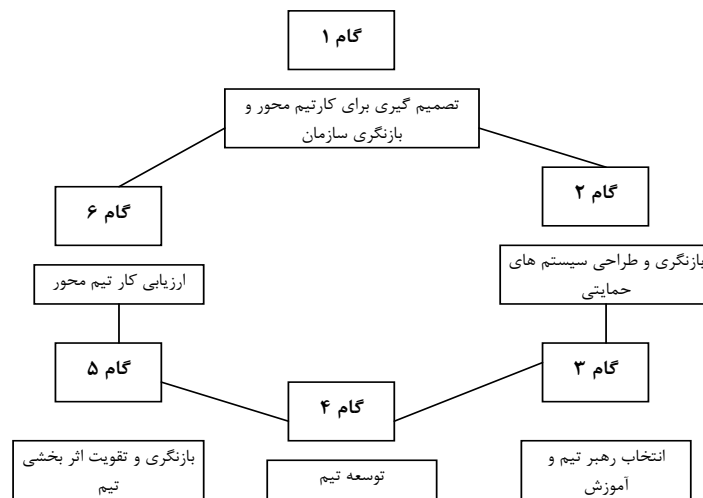 گام ۱
تصمیم گیری برای کارتیم محور و
بازنگری سازمان
گام ۲
بازنگری و طراحی سیستم های
حمایتی
گام ۳
انتخاب رهبر تیم و
آموزش
گام ۴
توسعه تیم
گام ۵
بازنگری و تقویت اثر بخشی
تیم
گام ۶
ارزیابی کار تیم محور